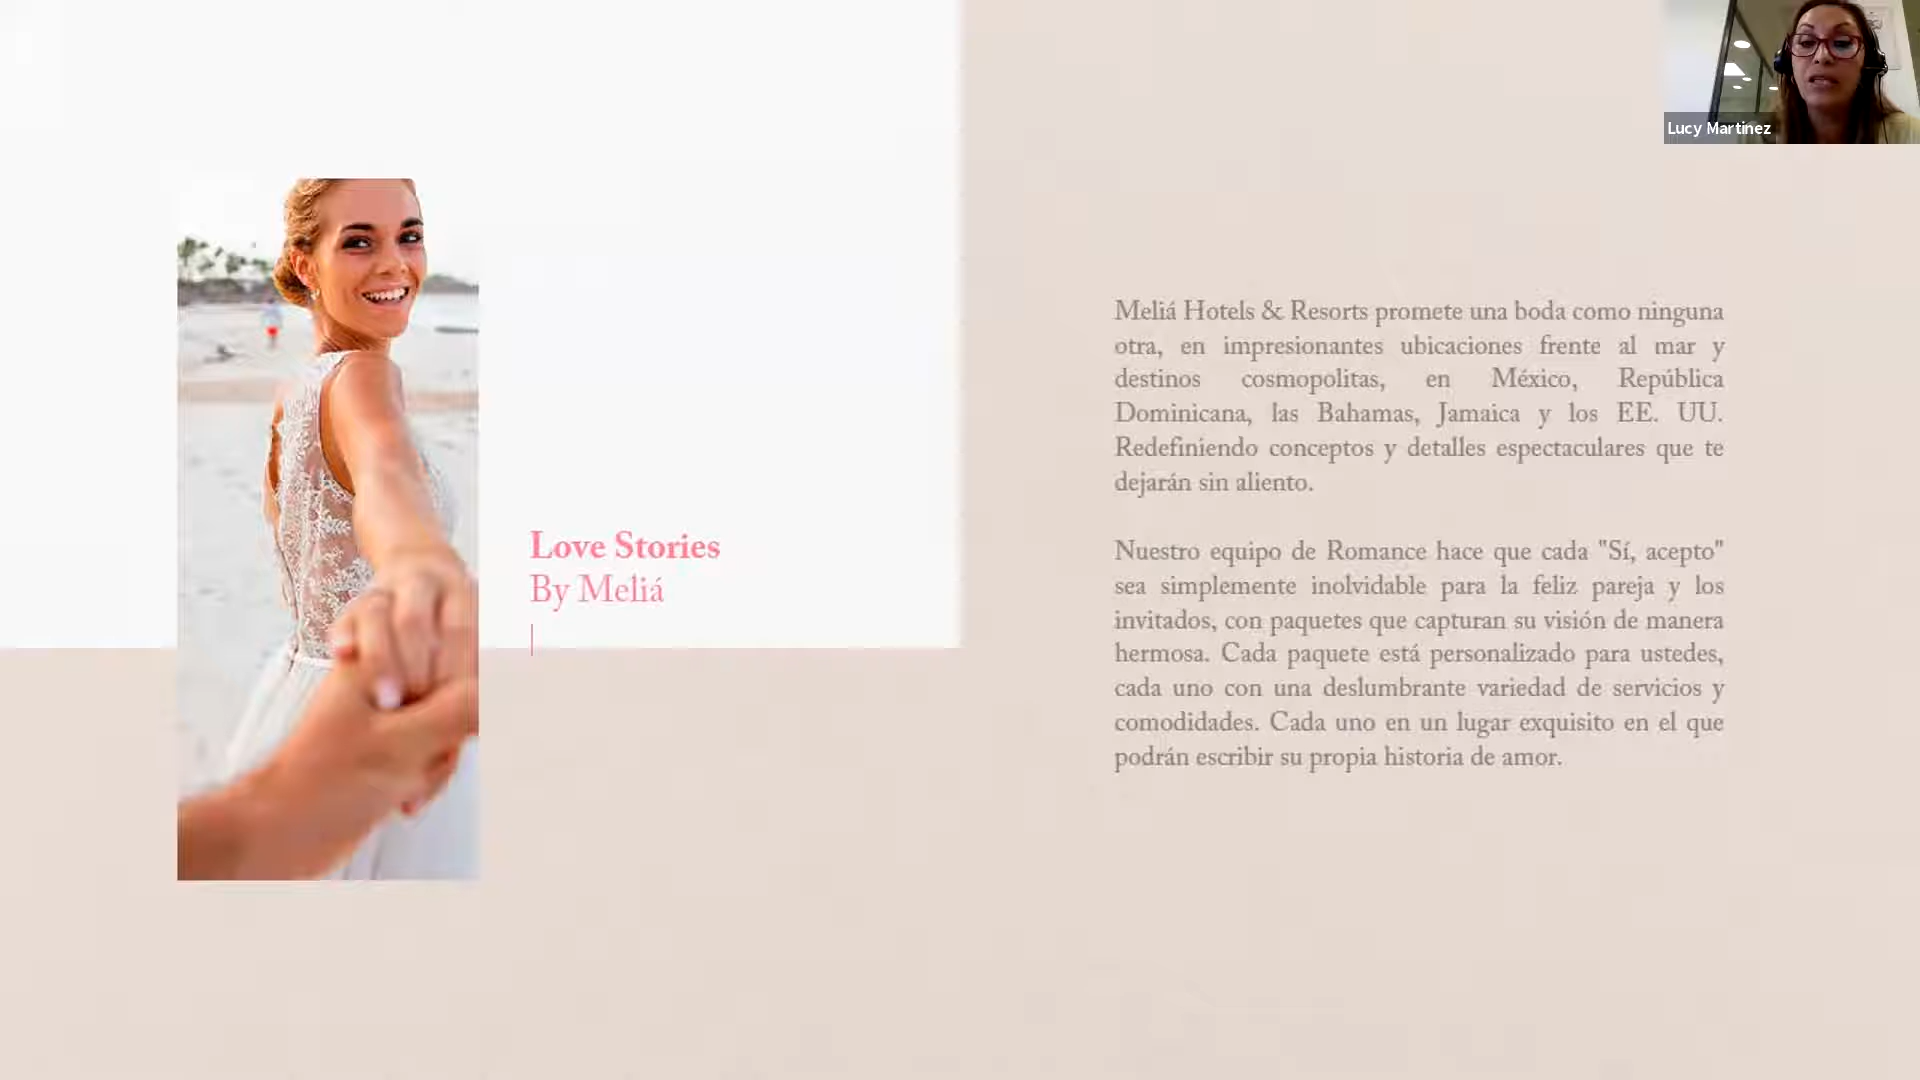 Lucy Martinez
Love Stories
By Meliá
Meliá Hotels & Resorts promete una boda como ninguna
otra, en impresionantes ubicaciones frente al mar y
destinos cosmopolitas, en México, República
Dominicana, las Bahamas, Jamaica y los EE. UU.
Redefiniendo conceptos y detalles espectaculares que te
dejarán sin aliento.
Nuestro equipo de Romance hace que cada "Sí, acepto"
sea simplemente inolvidable para la feliz pareja y los
invitados, con paquetes que capturan su visión de manera
hermosa. Cada paquete está personalizado para ustedes,
cada uno con una deslumbrante variedad de servicios y
comodidades. Cada uno en un lugar exquisito en el que
podrán escribir su propia historia de amor.